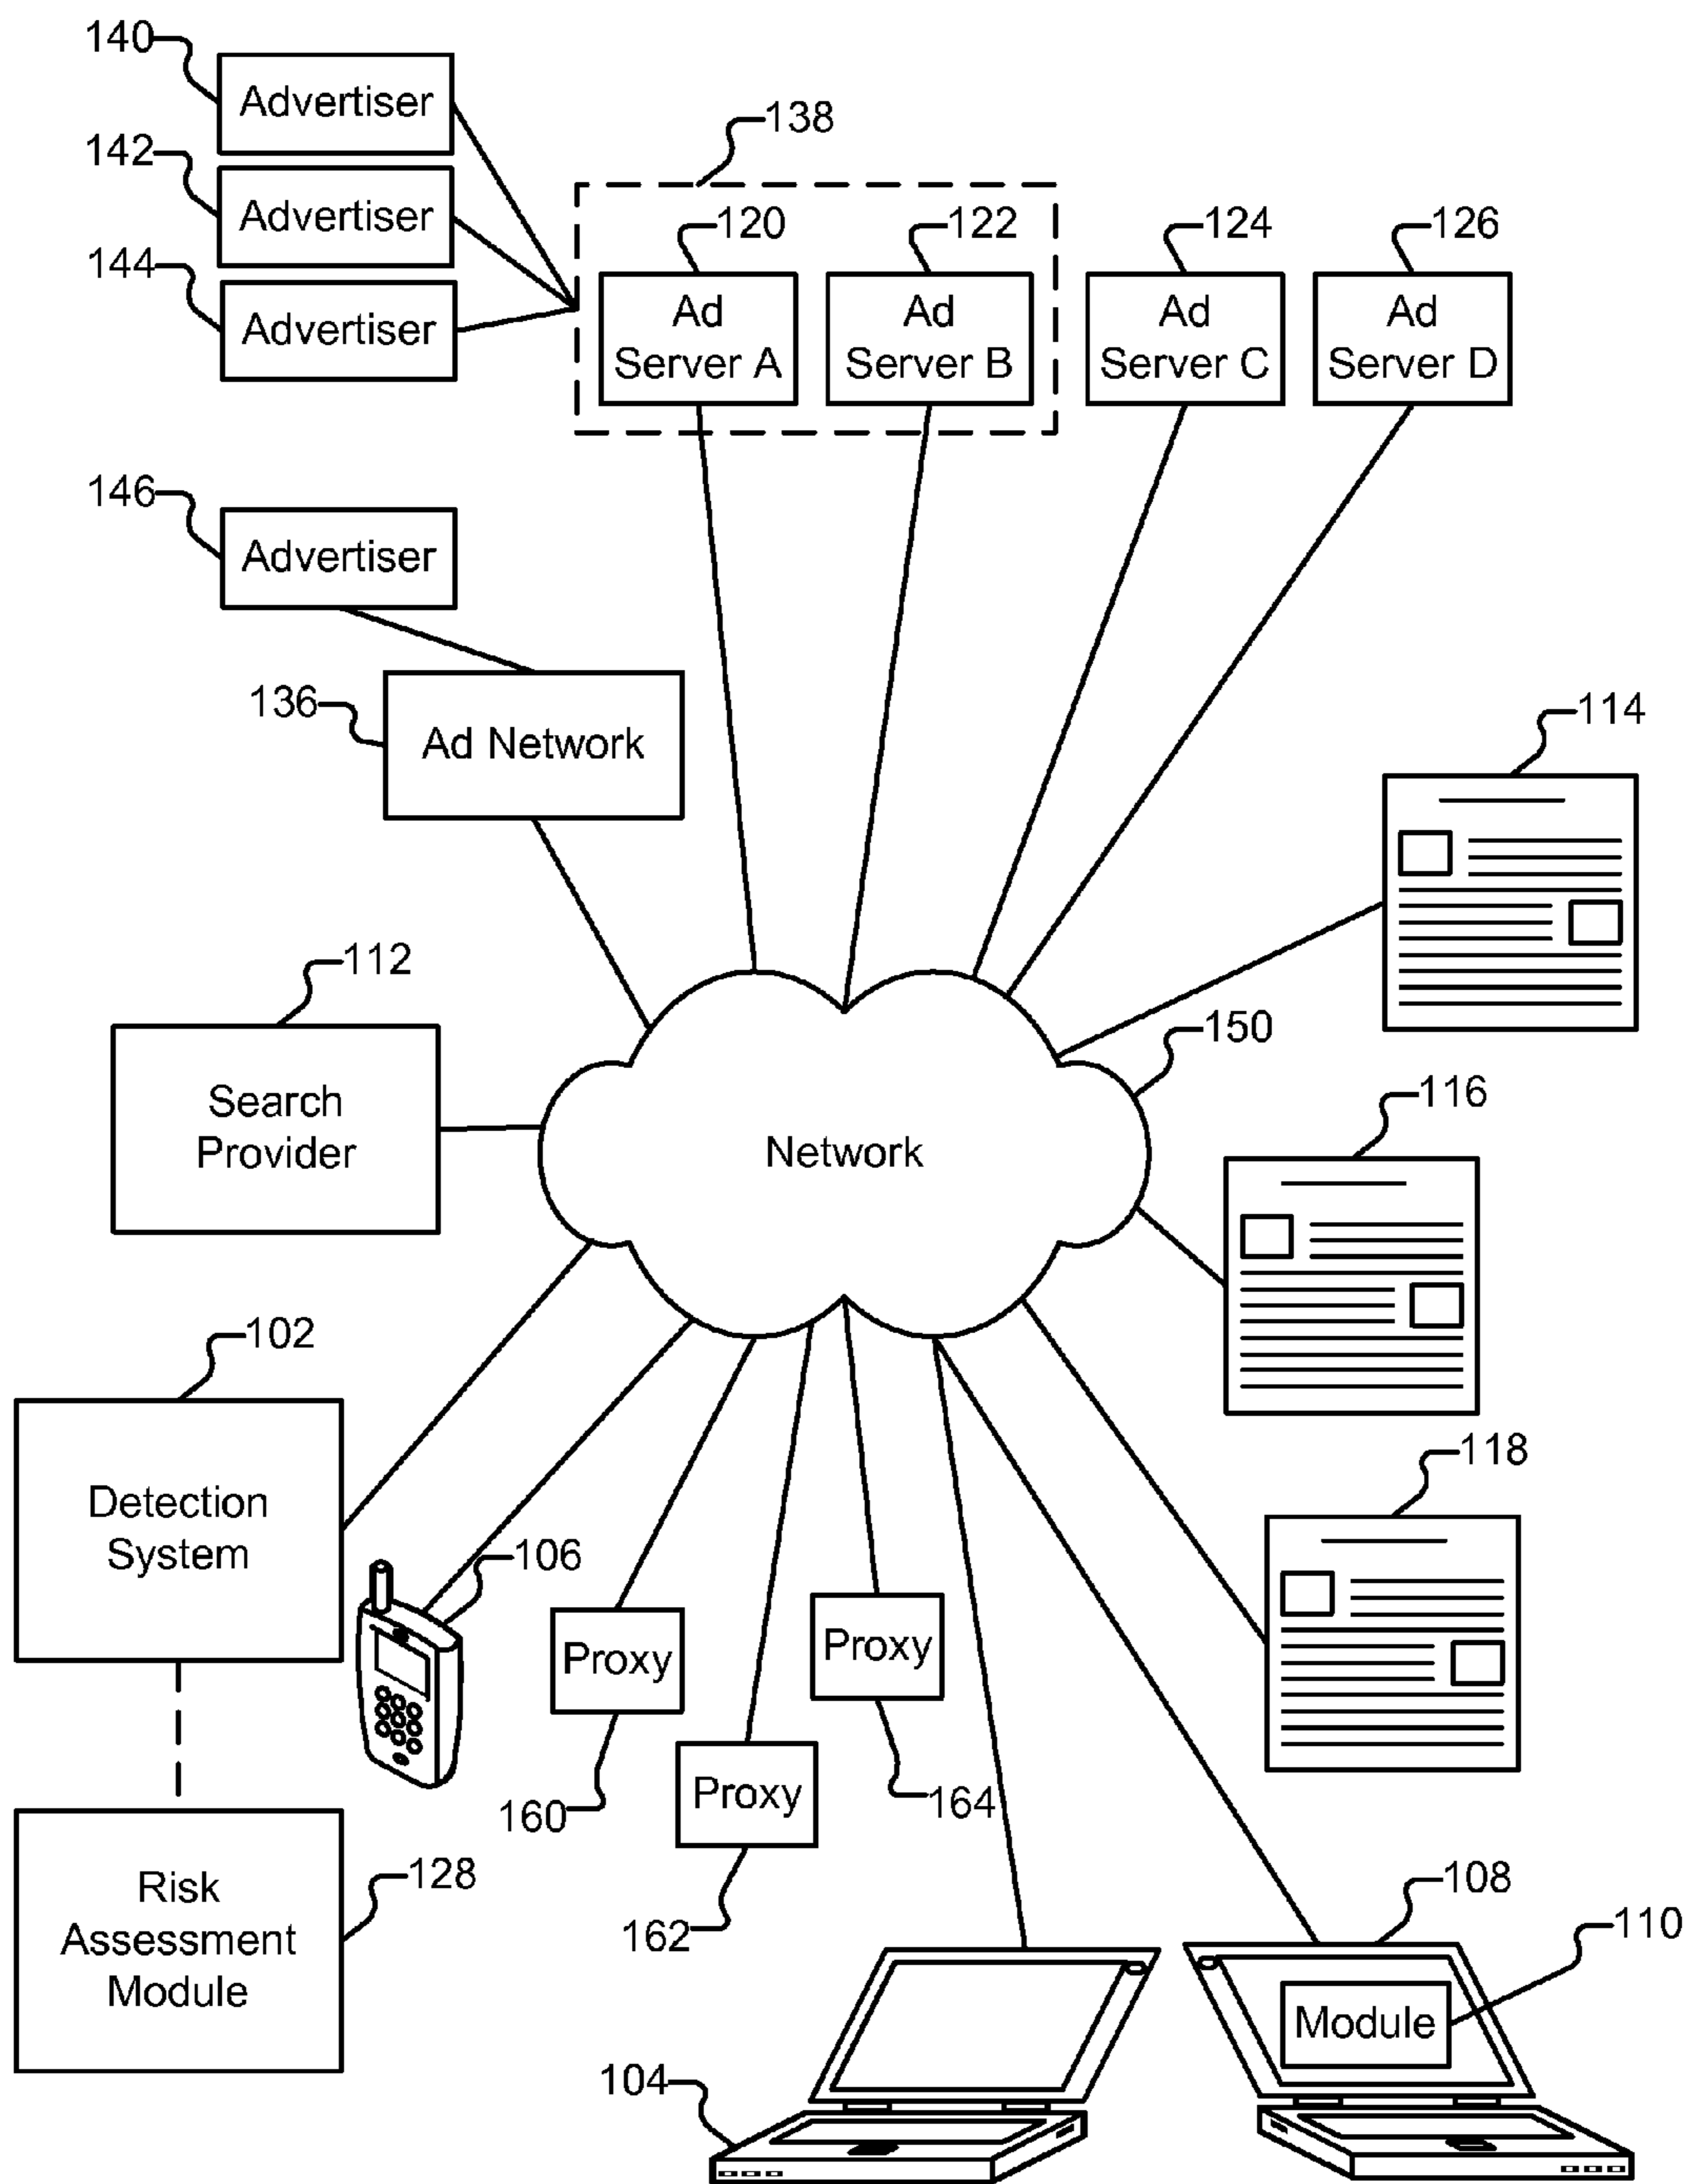 140
Advertiser
142
Advertiser
144
Advertiser
138
120
Ad
Server A
122
Ad
Server B
124
Ad
Server C
126
Ad
Server D
146
Advertiser
136
Ad Network
114
112
Search
Provider
150
Network
116
102
Detection
System
118
106
Proxy
160
Proxy
162
Proxy
164
Risk
Assessment
Module
128
108
110
Module
104